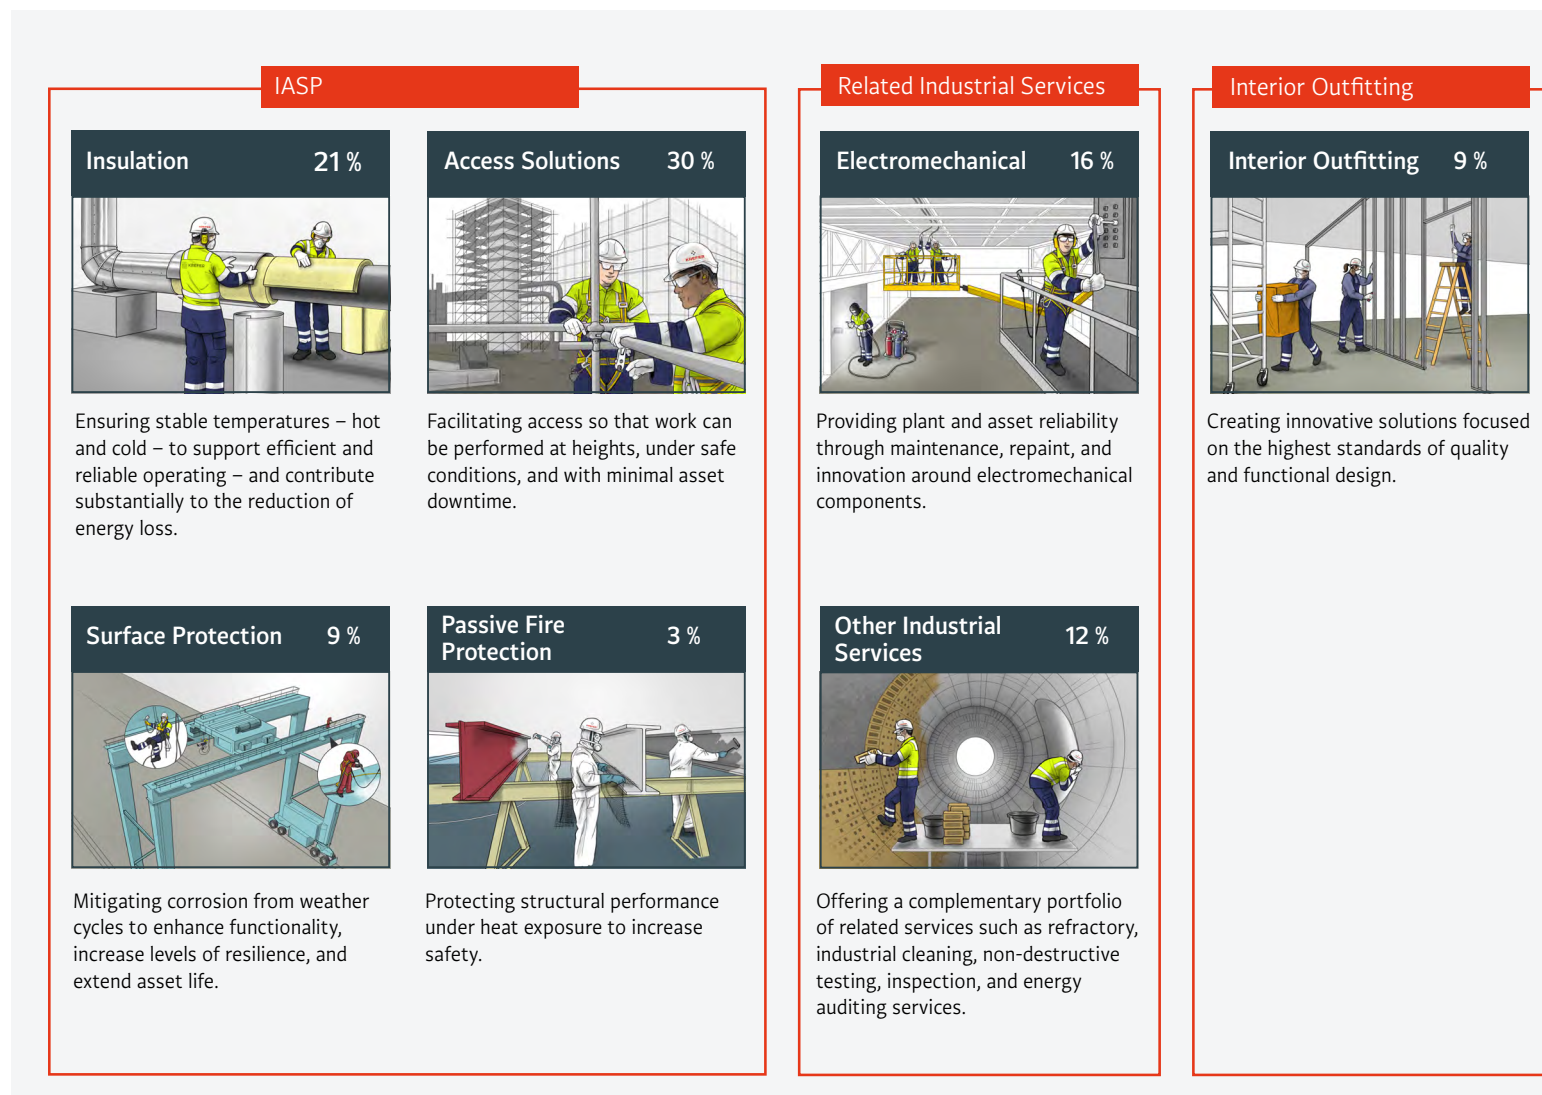 IASP
Insulation 21 %
Ensuring stable temperatures – hot
and cold – to support efficient and
reliable operating – and contribute
substantially to the reduction of
energy loss.
Access Solutions 30 %
Facilitating access so that work can
be performed at heights, under safe
conditions, and with minimal asset
downtime.
Surface Protection 9 %
Mitigating corrosion from weather
cycles to enhance functionality,
increase levels of resilience, and
extend asset life.
Passive Fire
Protection 3 %
Protecting structural performance
under heat exposure to increase
safety.
Related Industrial Services
Electromechanical 16 %
Providing plant and asset reliability
through maintenance, repaint, and
innovation around electromechanical
components.
Other Industrial
Services 12 %
Offering a complementary portfolio
of related services such as refractory,
industrial cleaning, non-destructive
testing, inspection, and energy
auditing services.
Interior Outfitting
Interior Outfitting 9 %
Creating innovative solutions focused
on the highest standards of quality
and functional design.